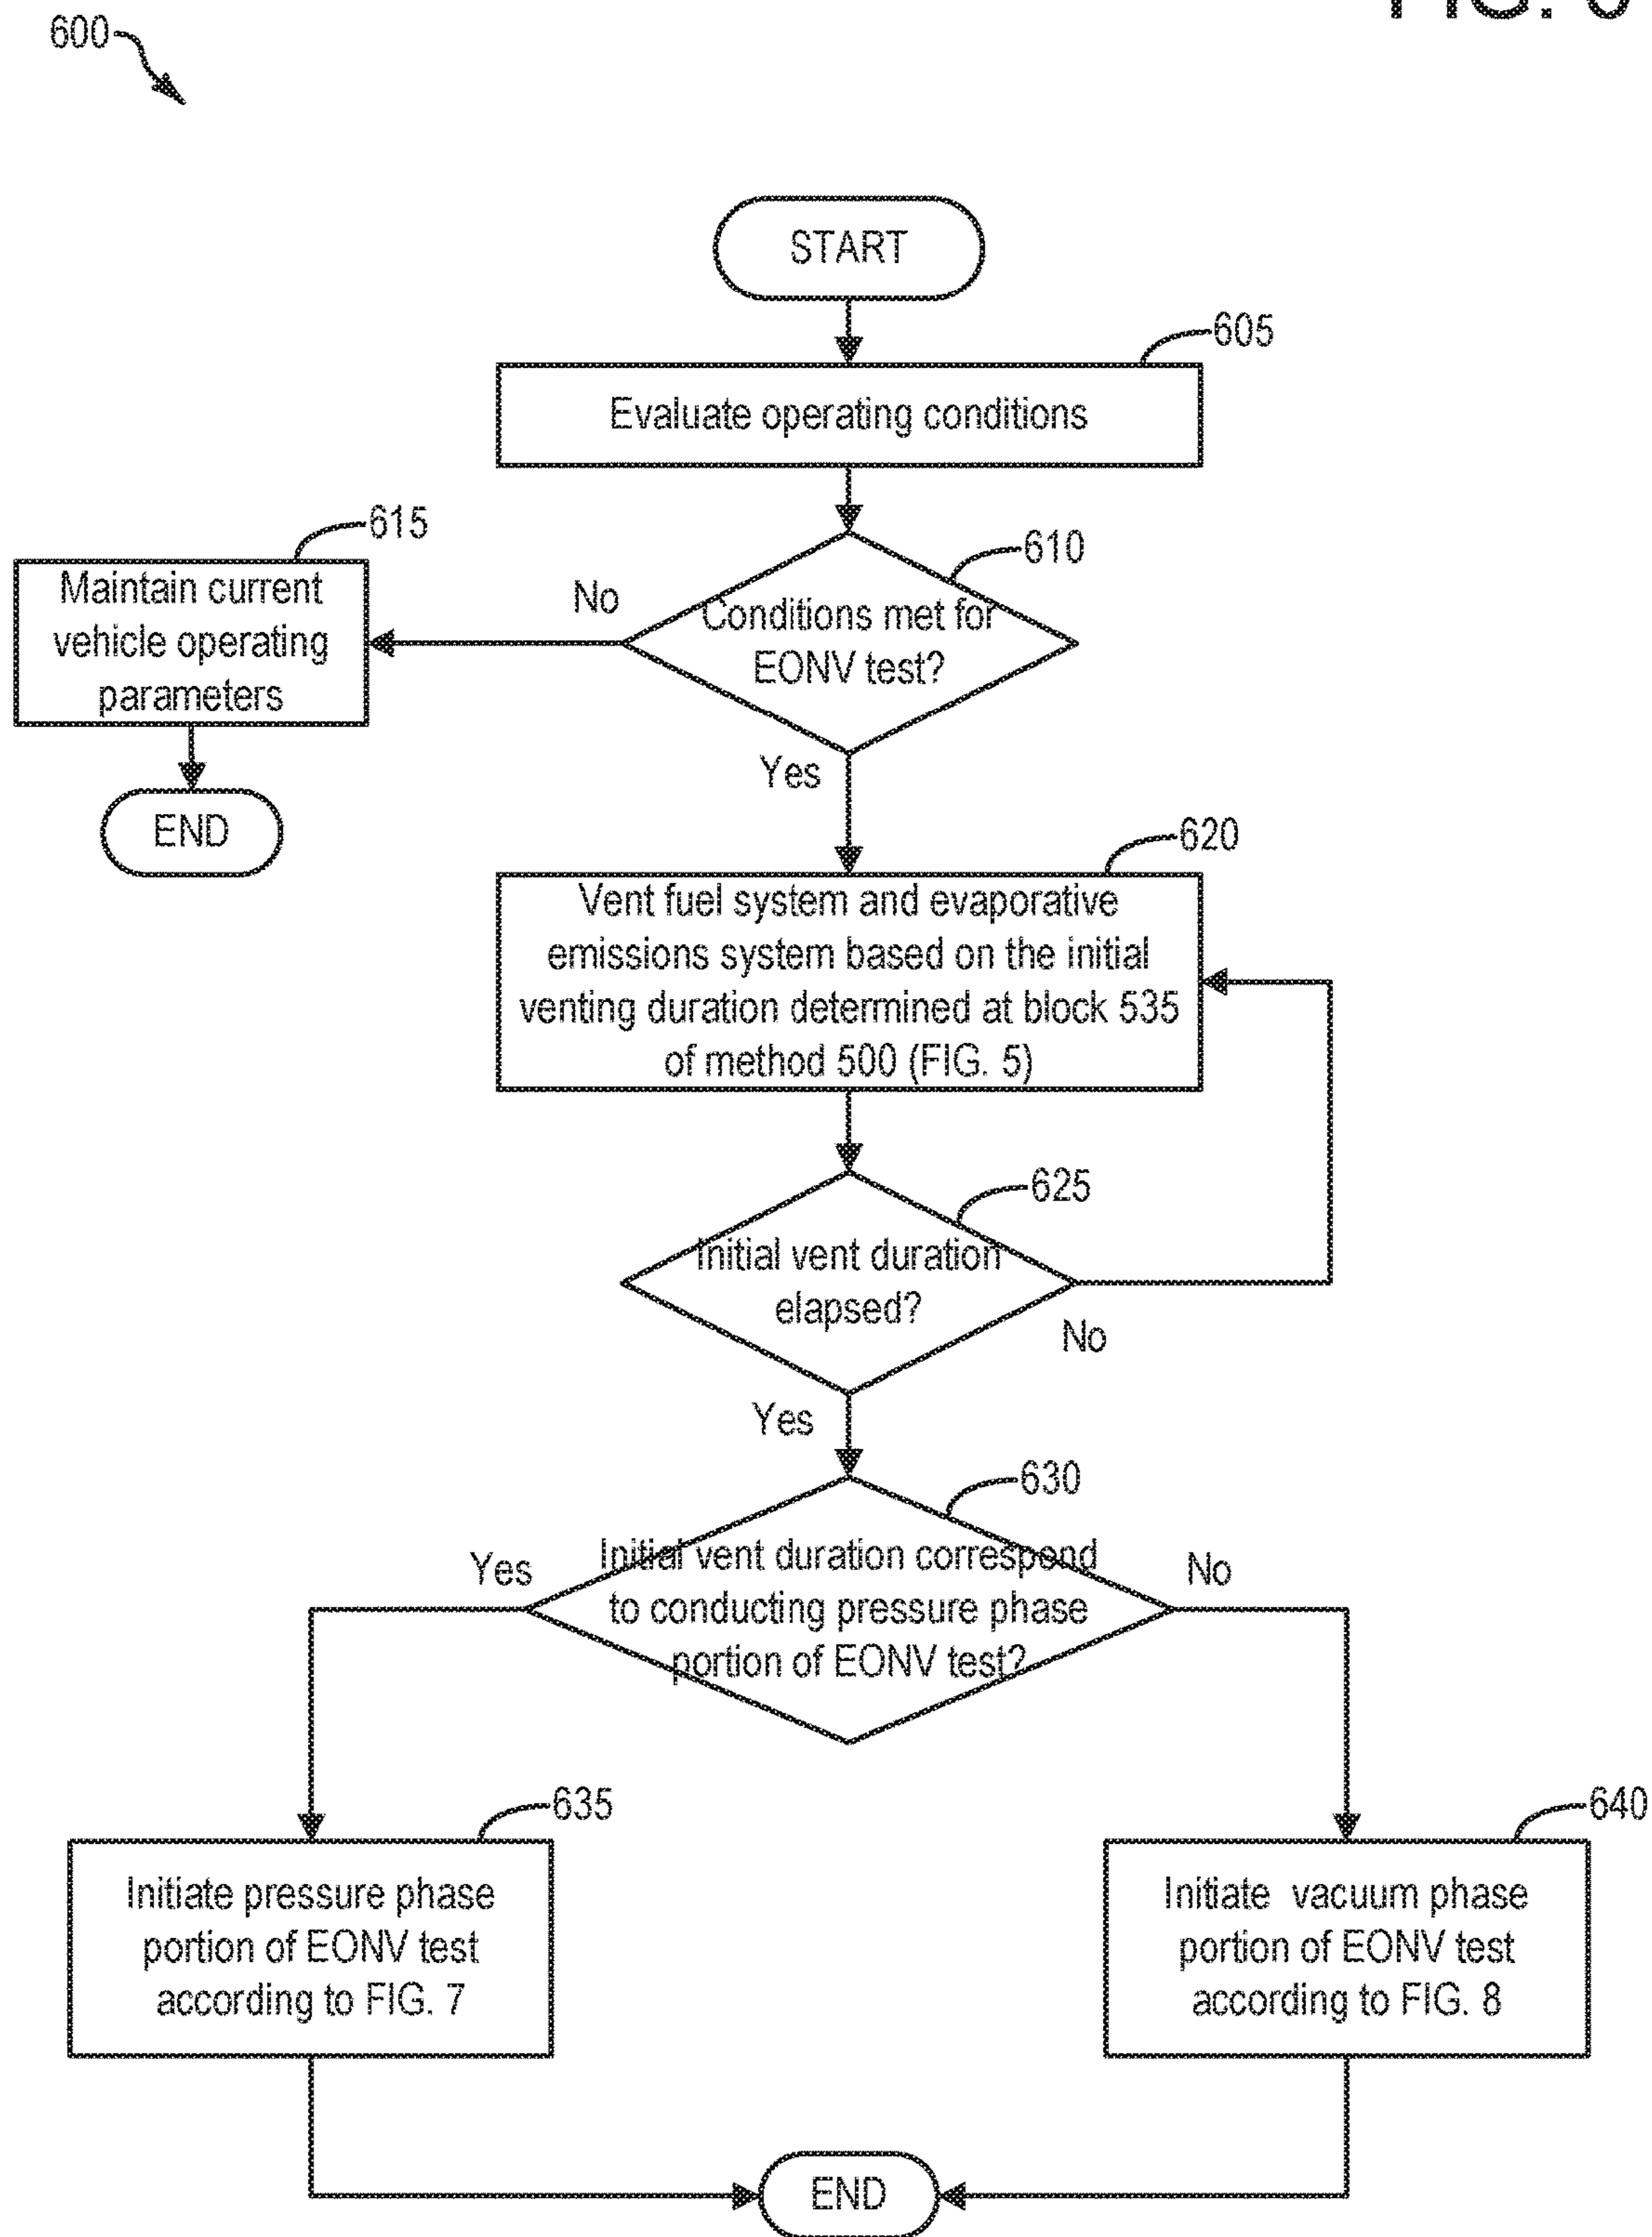 FIG. 6
600
START
605
Evaluate operating conditions
615
610
Maintain current
vehicle operating
parameters
No
Conditions met for
EONV test?
Yes
END
620
Vent fuel system and evaporative
emissions system based on the initial
venting duration determined at block 535
of method 500 (FIG. 5)
625
Initial vent duration
elapsed?
No
Yes
630
Yes
Initial vent duration correspond
to conducting pressure phase
portion of EONV test?
No
635
640
Initiate pressure phase
portion of EONV test
according to FIG. 7
Initiate vacuum phase
portion of EONV test
according to FIG. 8
END